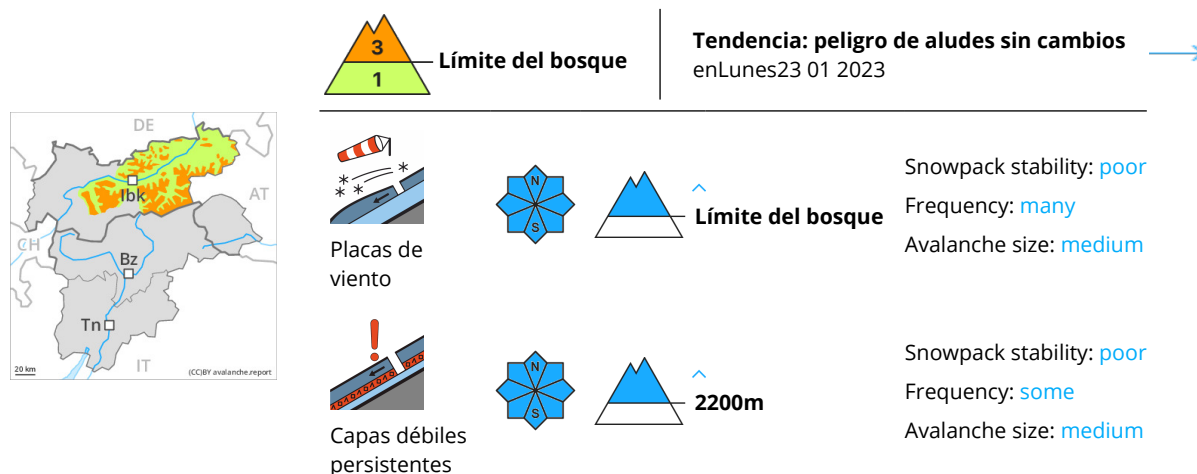 3
1
Límite del bosque
Tendencia: peligro de aludes sin cambios
enLunes23 01 2023
DE
AT
CH
IT
Ibk
Bz
Tn
20 km
(CC)BY avalanche.report
Placas de
viento
N
S
Límite del bosque
Snowpack stability: poor
Frequency: many
Avalanche size: medium
Capas débiles
persistentes
N
S
2200m
Snowpack stability: poor
Frequency: some
Avalanche size: medium